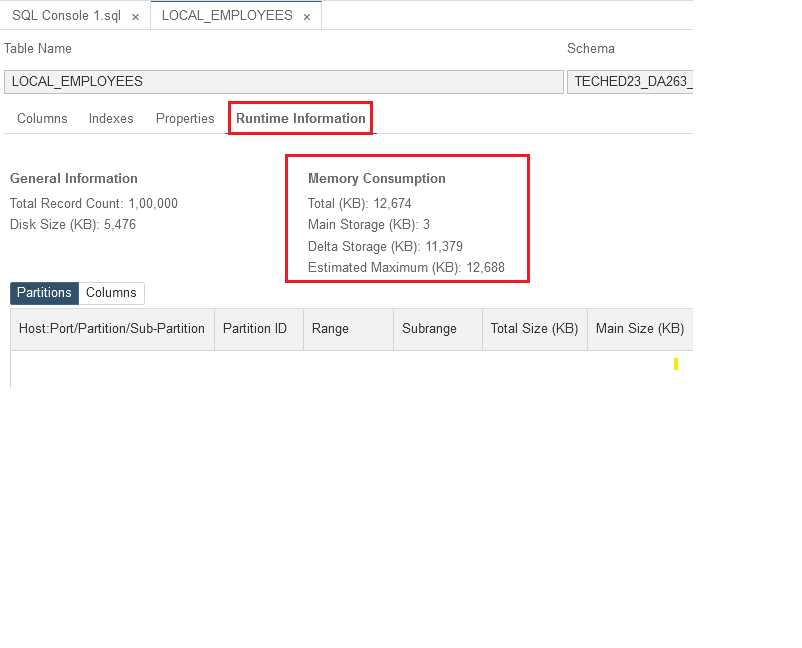 SQL Console 1.sql × LOCAL_EMPLOYEES ×
Table Name Schema
LOCAL_EMPLOYEES TECHED23_DA263_
Columns Indexes Properties Runtime Information
General Information Memory Consumption
Total Record Count: 1,00,000 Total (KB): 12,674
Disk Size (KB): 5,476 Main Storage (KB): 3
Delta Storage (KB): 11,379
Estimated Maximum (KB): 12,688
Partitions Columns
Host:Port/Partition/Sub-Partition Partition ID Range Subrange Total Size (KB) Main Size (KB)